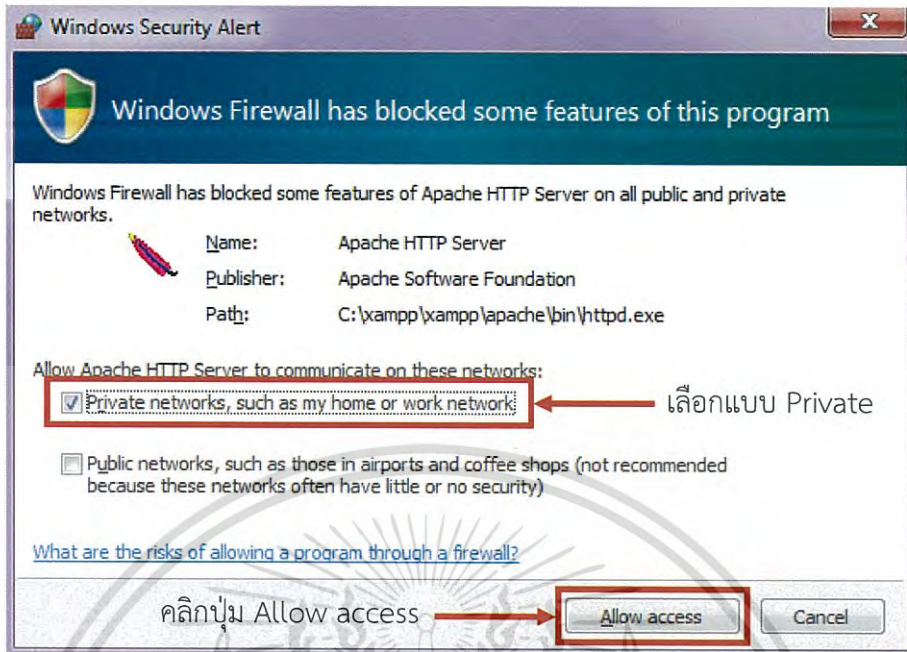 Windows Security Alert
Windows Firewall has blocked some features of this program
Windows Firewall has blocked some features of Apache HTTP Server on all public and private
networks.
Name: Apache HTTP Server
Publisher: Apache Software Foundation
Path: C:\xampp\xampp\apache\bin\httpd.exe
Allow Apache HTTP Server to communicate on these networks:
Private networks, such as my home or work network
เลือกแบบ Private
Public networks, such as those in airports and coffee shops (not recommended
because these networks often have little or no security)
What are the risks of allowing a program through a firewall?
คลิกปุ่ม Allow access
Allow access
Cancel